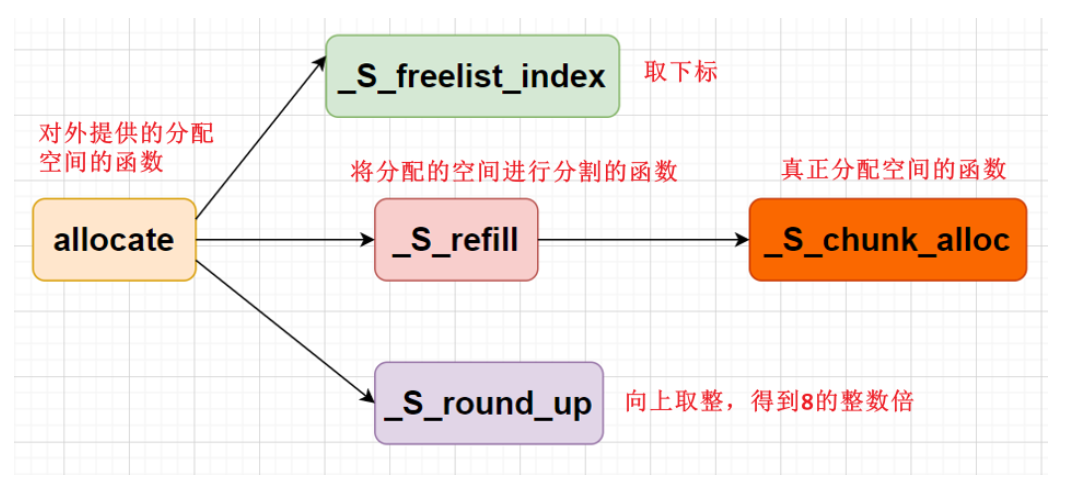 _S_freelist_index
取下标
对外提供的分配
空间的函数
将分配的空间进行分割的函数
真正分配空间的函数
allocate
_S_refill
_S_chunk_alloc
_S_round_up
向上取整，得到8的整数倍